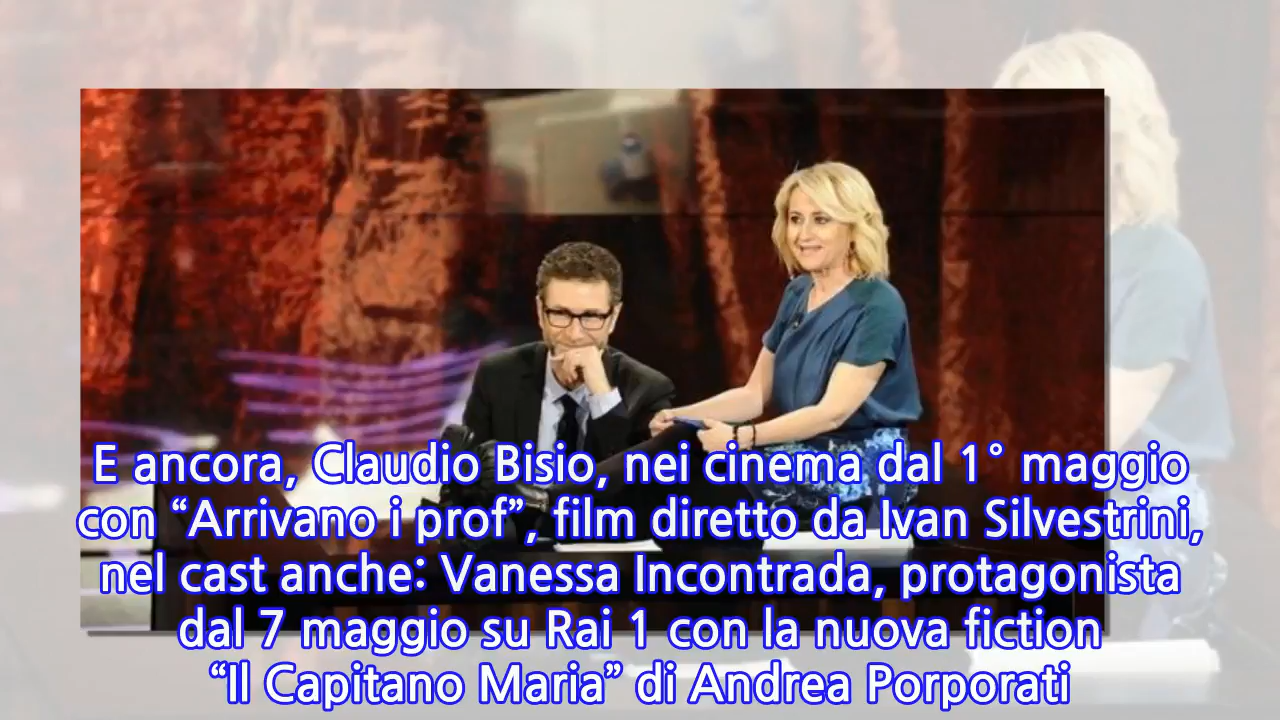 E ancora, Claudio Bisio, nei cinema dal 1° maggio
con “Arrivano i prof”, film diretto da Ivan Silvestrini,
nel cast anche: Vanessa Incontrada, protagonista
dal 7 maggio su Rai 1 con la nuova fiction
“Il Capitano Maria” di Andrea Porporati